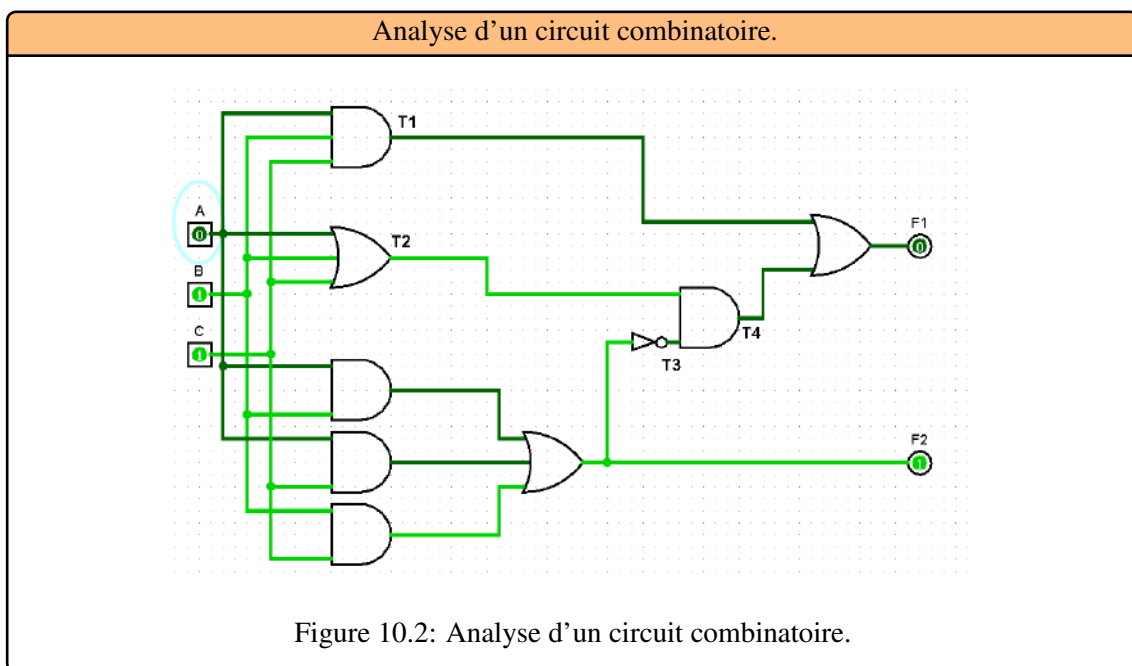 Analyse d'un circuit combinatoire.
T1
A
0
T2
F1
0
B
1
T4
C
1
T3
F2
1
Figure 10.2: Analyse d'un circuit combinatoire.